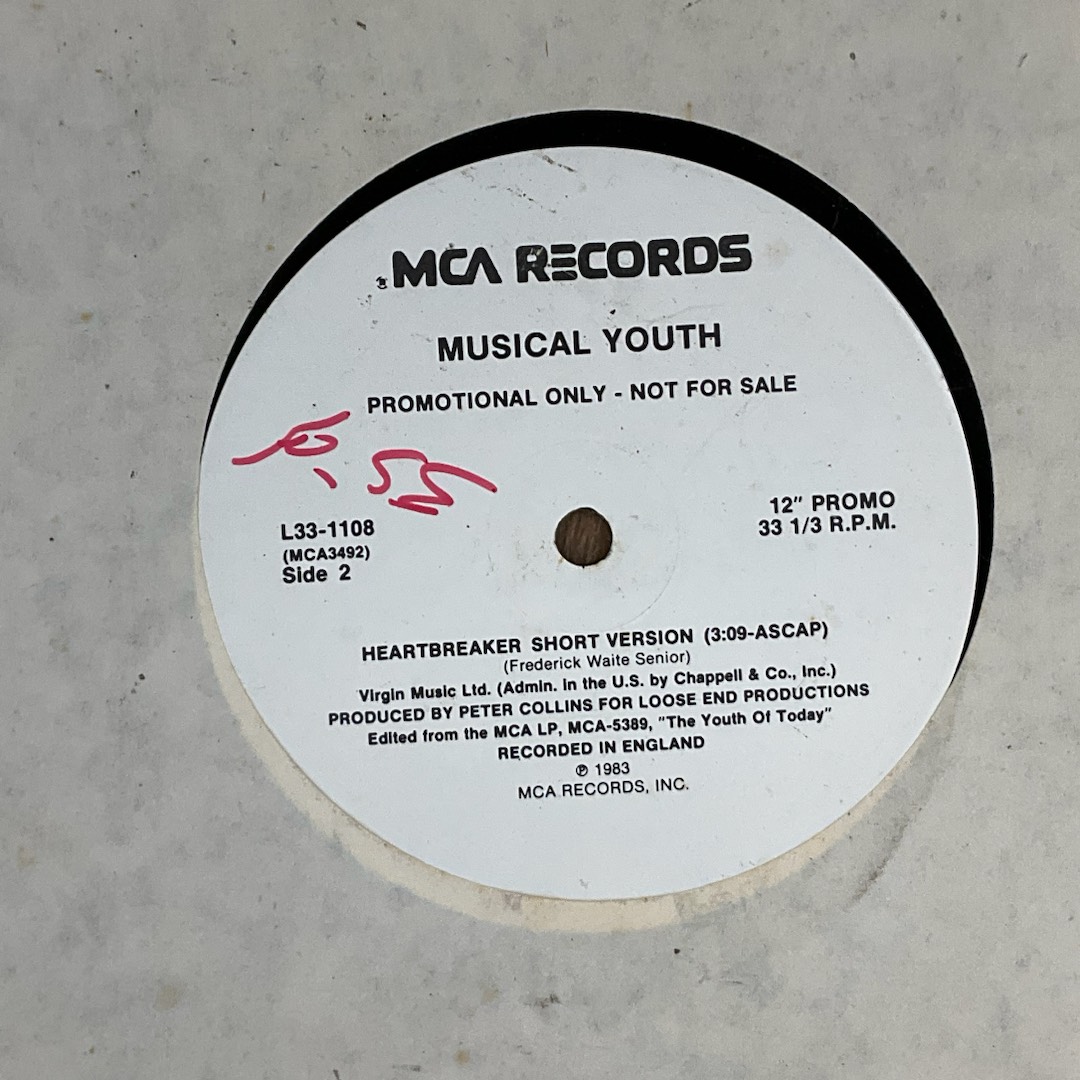 MCA RECORDS
MUSICAL YOUTH
PROMOTIONAL ONLY - NOT FOR SALE
L33-1108
(MCA3492)
Side 2
12" PROMO
33 1/3 R.P.M.
HEARTBREAKER SHORT VERSION (3:09-ASCAP)
(Frederick Waite Senior)
Virgin Music Ltd. (Admin. in the U.S. by Chappell & Co., Inc.)
PRODUCED BY PETER COLLINS FOR LOOSE END PRODUCTIONS
Edited from the MCA LP, MCA-5389, "The Youth Of Today"
RECORDED IN ENGLAND
℗ 1983
MCA RECORDS, INC.